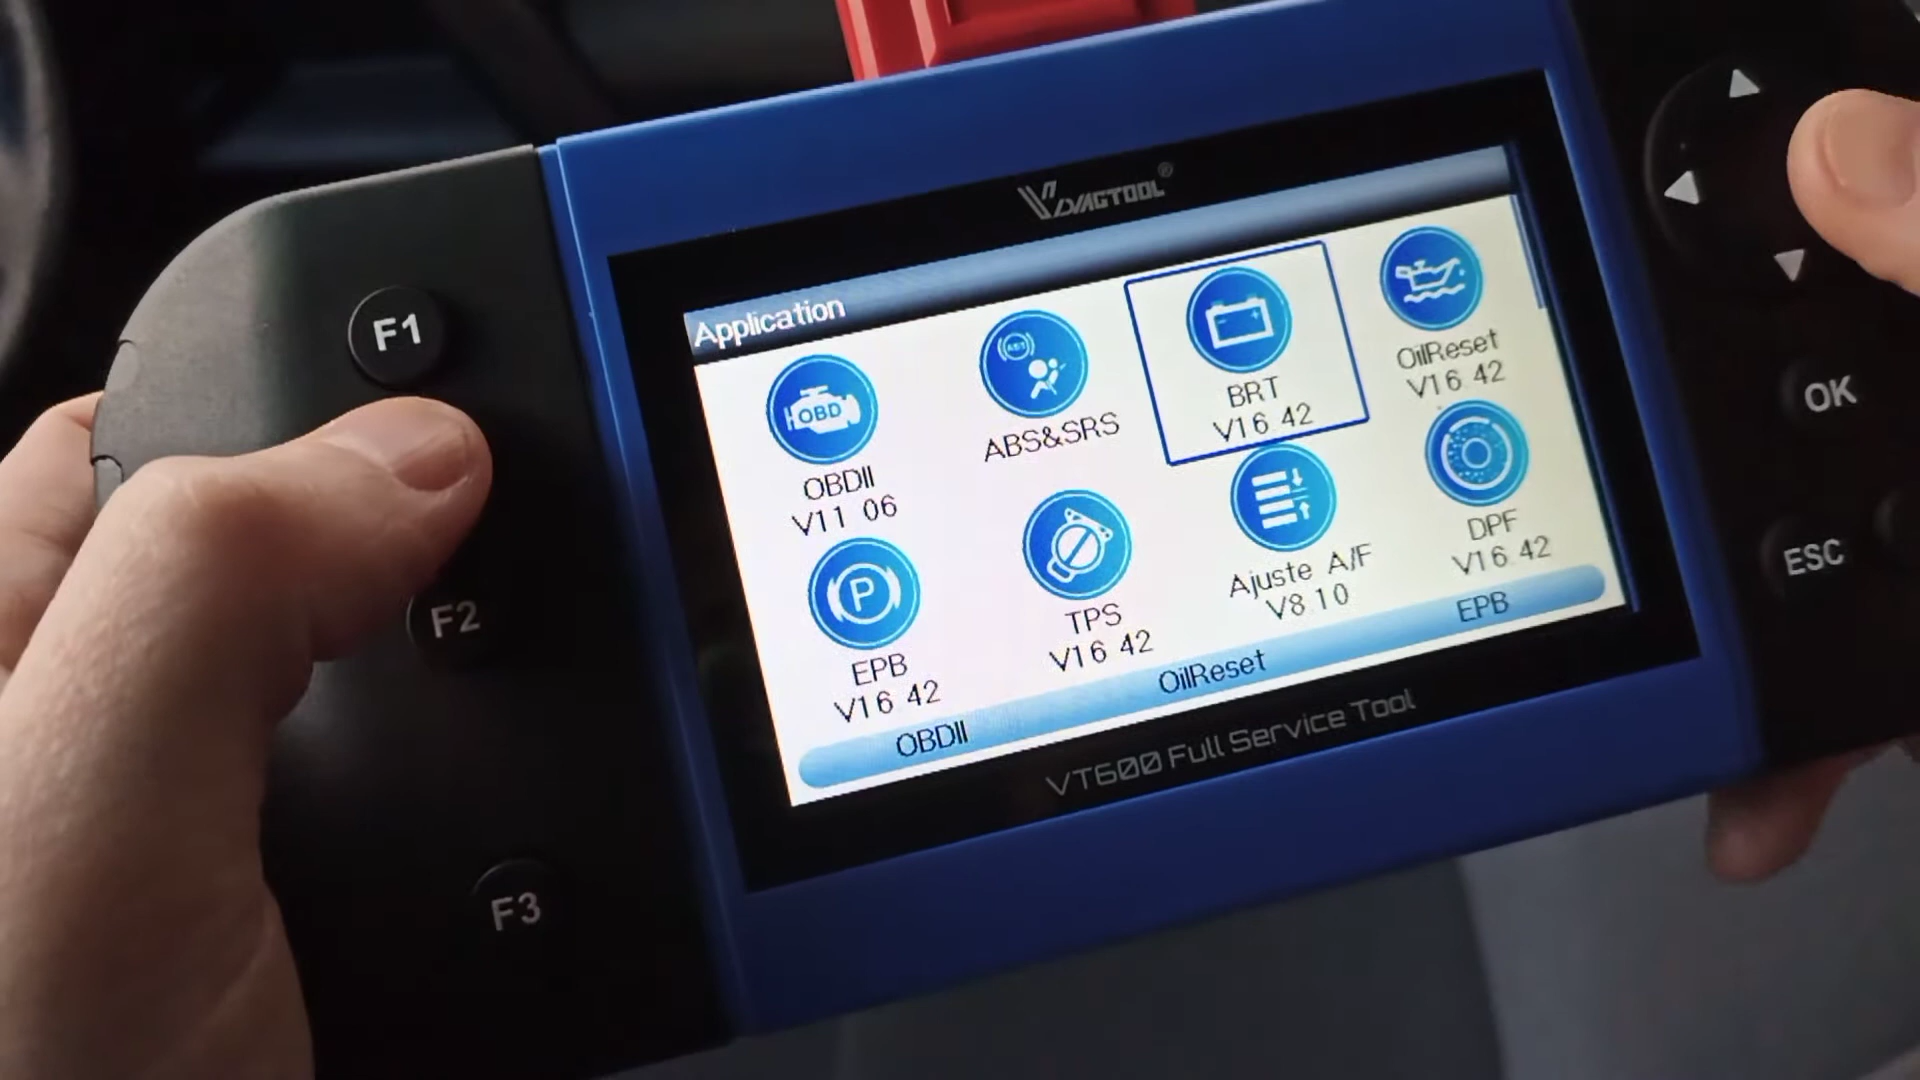 VDIAGTOOL®
Application
OBD
OBDII
V11 06
ABS&SRS
BRT
V16 42
OilReset
V16 42
P
EPB
V16 42
TPS
V16 42
Ajuste A/F
V8 10
DPF
V16 42
OBDII
OilReset
EPB
VT600 Full Service Tool
F1
F2
F3
OK
ESC